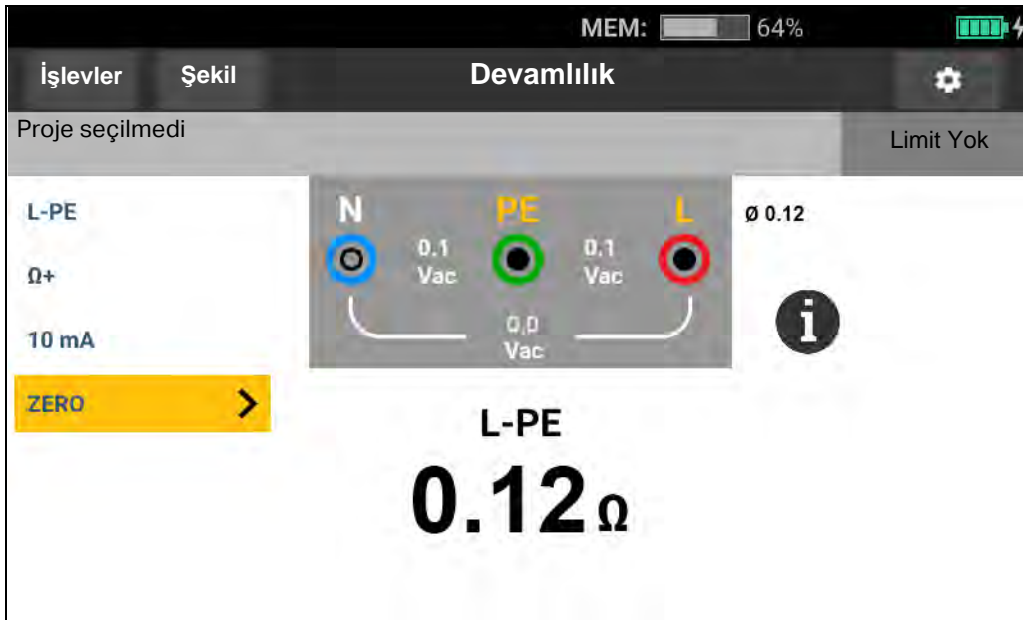 MEM: 64%
İşlevler Şekil Devamlılık
Proje seçilmedi
Limit Yok
L-PE
Ω+
10 mA
ZERO
N PE L
0.1 Vac
0.1 Vac
0,0 Vac
Ø 0.12
i
L-PE
0.12 Ω